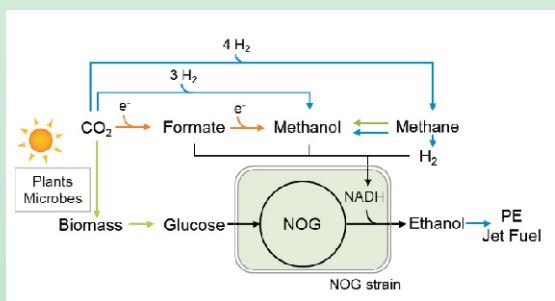 4 H₂
3 H₂
e⁻ e⁻
CO₂ Formate Methanol Methane
H₂
Plants
Microbes
NADH
Biomass Glucose NOG Ethanol PE
Jet Fuel
NOG strain